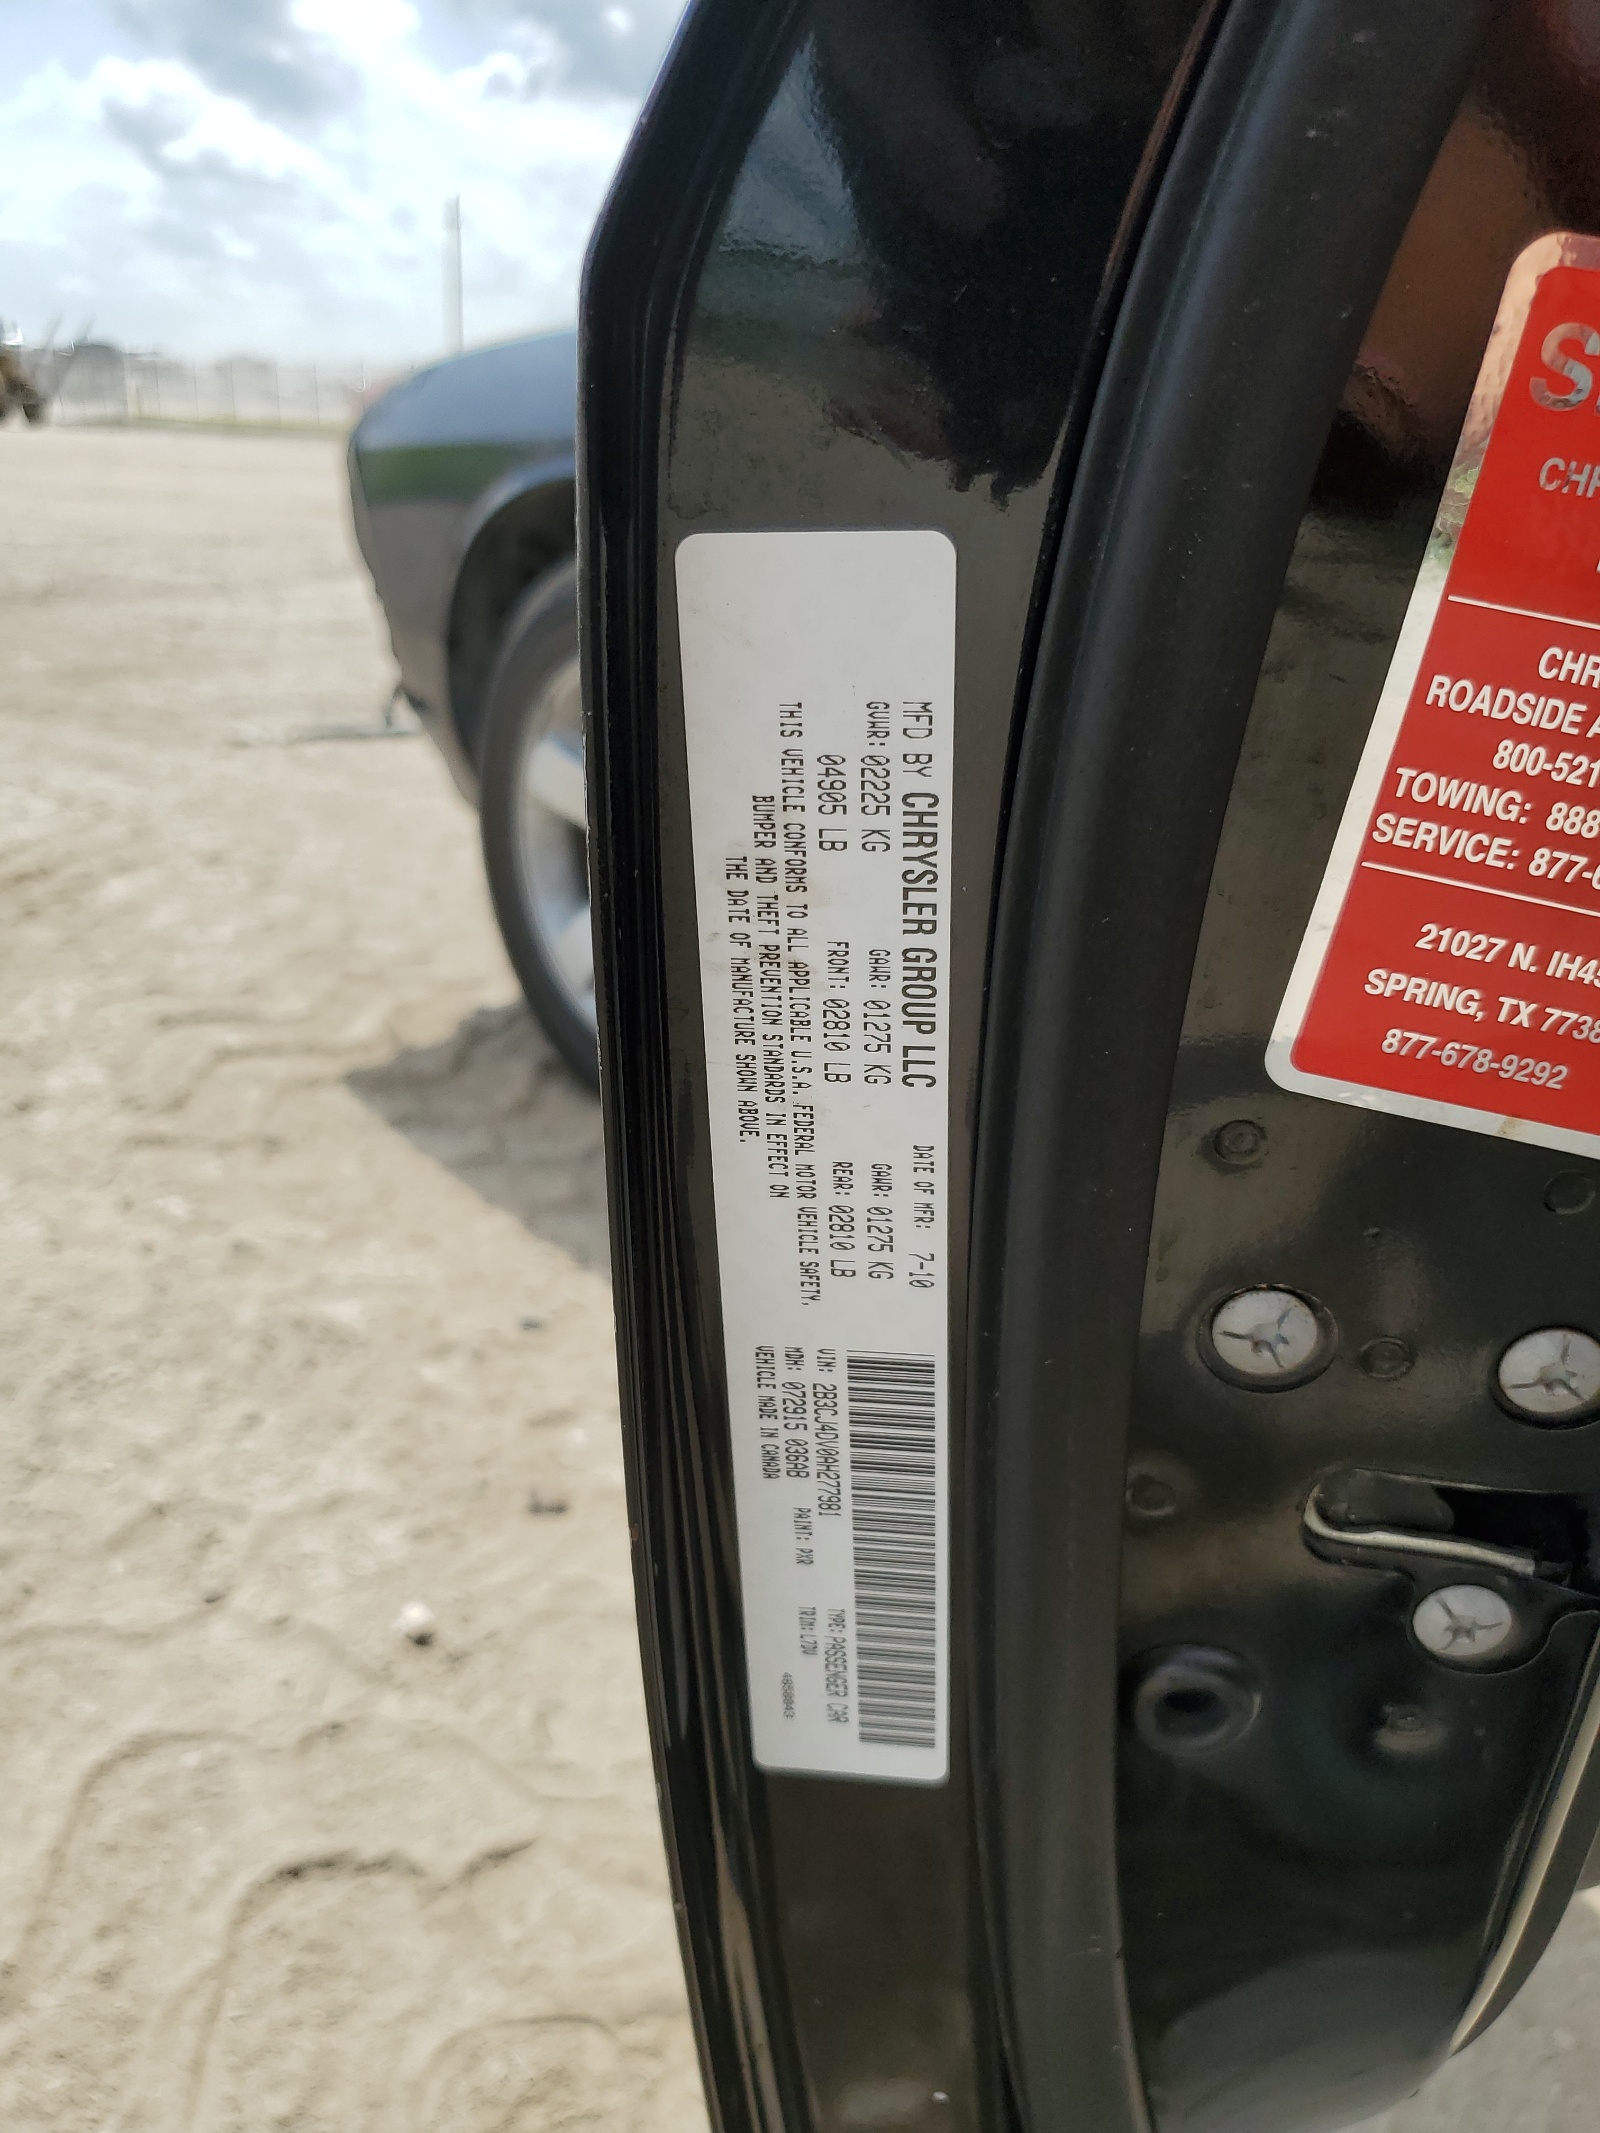 MFD BY CHRYSLER GROUP LLC DATE OF MFR: 7-10
GVWR: 02225 KG GAWR: 01275 KG GAWR: 01275 KG
04905 LB FRONT: 02810 LB REAR: 02810 LB
THIS VEHICLE CONFORMS TO ALL APPLICABLE U.S.A. FEDERAL MOTOR VEHICLE SAFETY,
BUMPER AND THEFT PREVENTION STANDARDS IN EFFECT ON
THE DATE OF MANUFACTURE SHOWN ABOVE.
VIN: 2B3CJ4DV0AH277981 TYPE: PASSENGER CAR
MDH: 072915 036AB PAINT: PXR TRIM: L7DV
VEHICLE MADE IN CANADA
CHR
ROADSIDE A
800-521
TOWING: 888
SERVICE: 877-6
21027 N. IH45
SPRING, TX 7738
877-678-9292